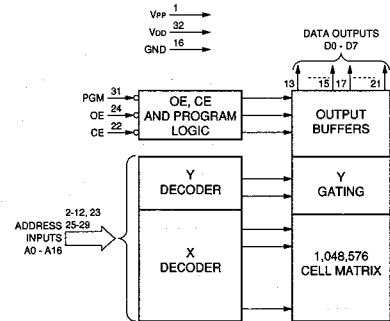 VPP 1
VDD 32
GND 16
DATA OUTPUTS
D0 - D7
13 15 17 21
PGM 31
OE 24
CE 22
OE, CE
AND PROGRAM
LOGIC
OUTPUT
BUFFERS
Y
DECODER
Y
GATING
2-12, 23
ADDRESS 25-29
INPUTS
A0 - A16
X
DECODER
1,048,576
CELL MATRIX